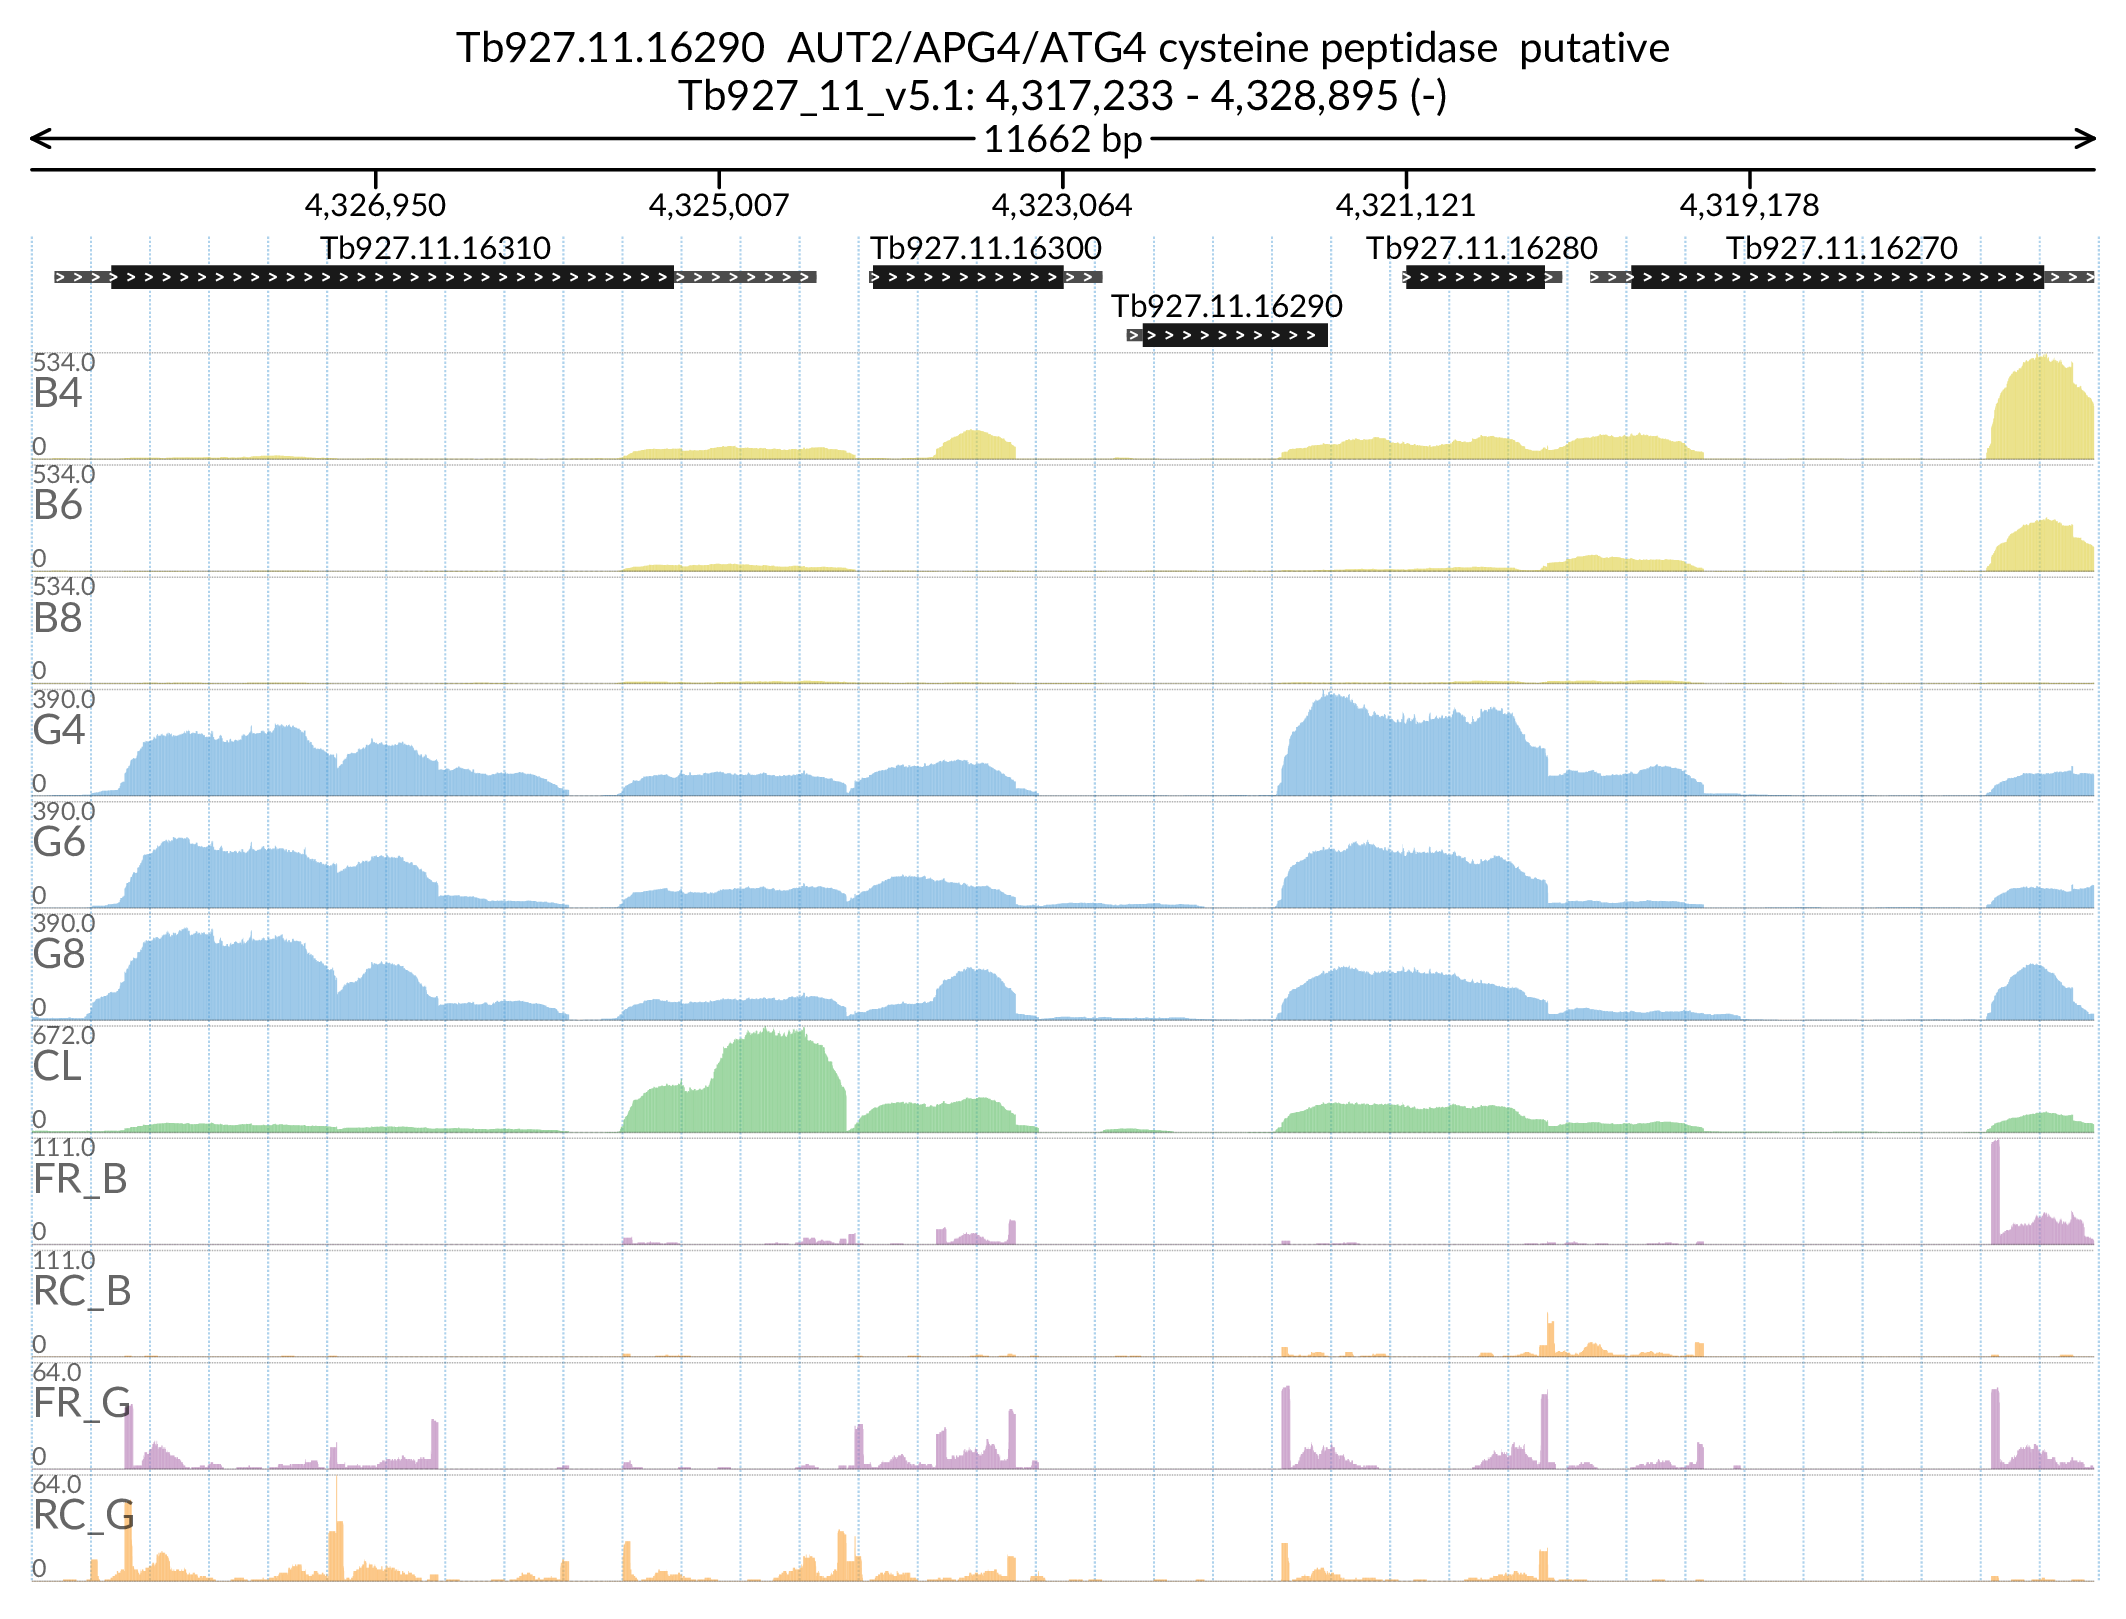 Tb927.11.16290  AUT2/APG4/ATG4 cysteine peptidase  putative
Tb927_11_v5.1: 4,317,233 - 4,328,895 (-)
11662 bp
4,326,950 4,325,007 4,323,064 4,321,121 4,319,178
Tb927.11.16310 Tb927.11.16300 Tb927.11.16280 Tb927.11.16270
Tb927.11.16290
534.0
B4
0
534.0
B6
0
534.0
B8
0
390.0
G4
0
390.0
G6
0
390.0
G8
0
672.0
CL
0
111.0
FR_B
0
111.0
RC_B
0
64.0
FR_G
0
64.0
RC_G
0